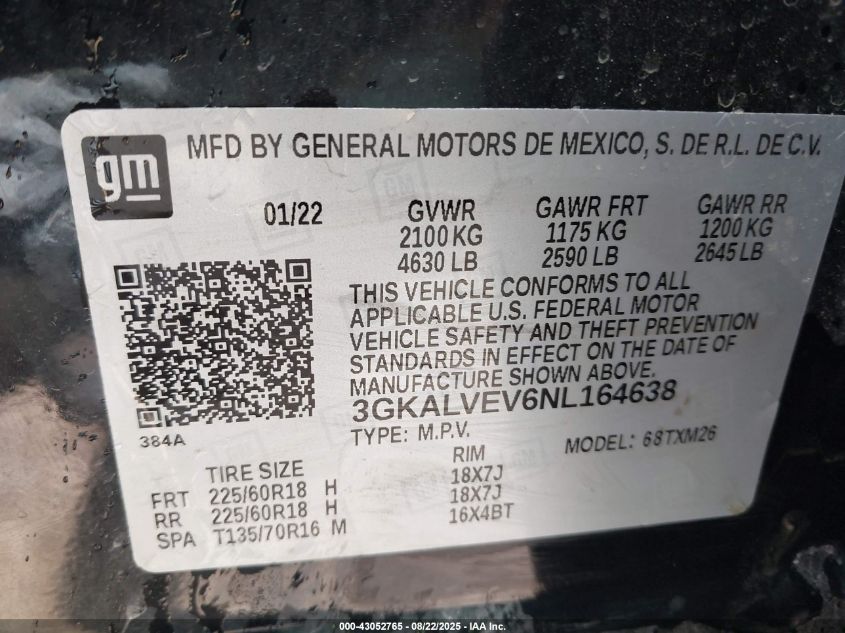 gm
MFD BY GENERAL MOTORS DE MEXICO, S. DE R.L. DE C.V.
01/22 GVWR GAWR FRT GAWR RR
2100 KG 1175 KG 1200 KG
4630 LB 2590 LB 2645 LB
THIS VEHICLE CONFORMS TO ALL
APPLICABLE U.S. FEDERAL MOTOR
VEHICLE SAFETY AND THEFT PREVENTION
STANDARDS IN EFFECT ON THE DATE OF
MANUFACTURE SHOWN ABOVE.
3GKALVEV6NL164638
384A
TYPE: M.P.V. MODEL: 68TXM26
TIRE SIZE RIM
FRT 225/60R18 H 18X7J
RR 225/60R18 H 18X7J
SPA T135/70R16 M 16X4BT
000-43052765 - 08/22/2025 - IAA Inc.